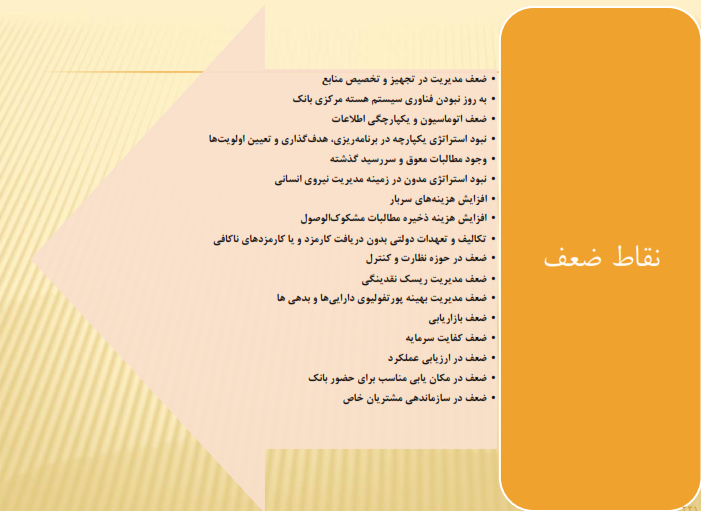 نقاط ضعف
• ضعف مدیریت در تجهیز و تخصیص منابع
• به روز نبودن فناوری سیستم هسته مرکزی بانک
• ضعف اتوماسیون و یکپارچگی اطلاعات
• نبود استراتژی یکپارچه در برنامه‌ریزی، هدف‌گذاری و تعیین اولویت‌ها
• وجود مطالبات معوق و سررسید گذشته
• نبود استراتژی مدون در زمینه مدیریت نیروی انسانی
• افزایش هزینه‌های سربار
• افزایش هزینه ذخیره مطالبات مشکوک‌الوصول
• تکالیف و تعهدات دولتی بدون دریافت کارمزد و یا کارمزدهای ناکافی
• ضعف در حوزه نظارت و کنترل
• ضعف مدیریت ریسک نقدینگی
• ضعف مدیریت بهینه پورتفولیوی دارایی‌ها و بدهی ها
• ضعف بازاریابی
• ضعف کفایت سرمایه
• ضعف در ارزیابی عملکرد
• ضعف در مکان یابی مناسب برای حضور بانک
• ضعف در سازماندهی مشتریان خاص